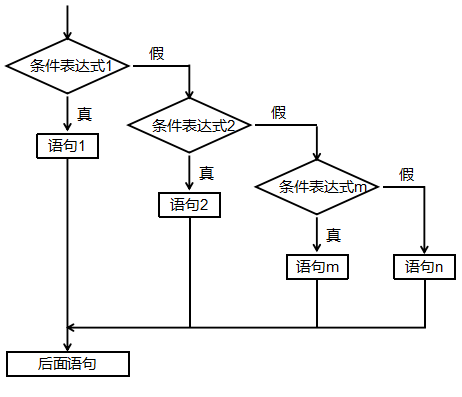 条件表达式1
假
真
语句1
条件表达式2
假
真
语句2
条件表达式m
假
真
语句m
语句n
后面语句